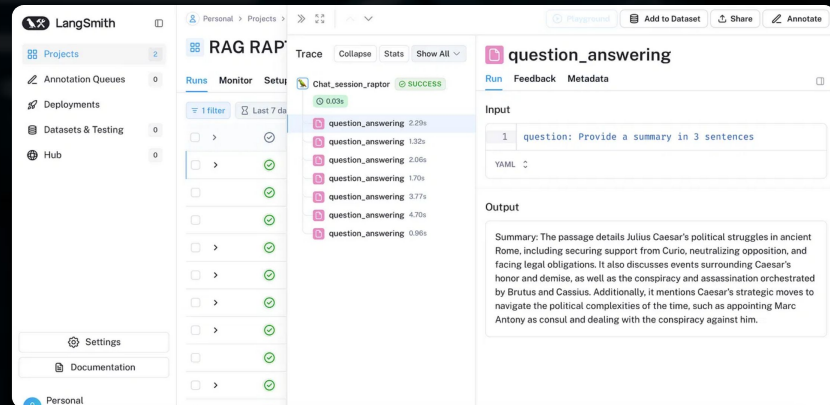 LangSmith
Projects 2
Annotation Queues 0
Deployments
Datasets & Testing 0
Hub 0
Settings
Documentation
Personal
Personal > Projects >
RAG RAP
Runs Monitor Setup
1 filter Last 7 da
Trace Collapse Stats Show All
Chat_session_raptor SUCCESS
0.03s
question_answering 2.29s
question_answering 1.32s
question_answering 2.06s
question_answering 1.70s
question_answering 3.77s
question_answering 4.70s
question_answering 0.96s
Playground Add to Dataset Share Annotate
question_answering
Run Feedback Metadata
Input
1 question: Provide a summary in 3 sentences
YAML
Output
Summary: The passage details Julius Caesar's political struggles in ancient
Rome, including securing support from Curio, neutralizing opposition, and
facing legal obligations. It also discusses events surrounding Caesar's
honor and demise, as well as the conspiracy and assassination orchestrated
by Brutus and Cassius. Additionally, it mentions Caesar's strategic moves to
navigate the political complexities of the time, such as appointing Marc
Antony as consul and dealing with the conspiracy against him.